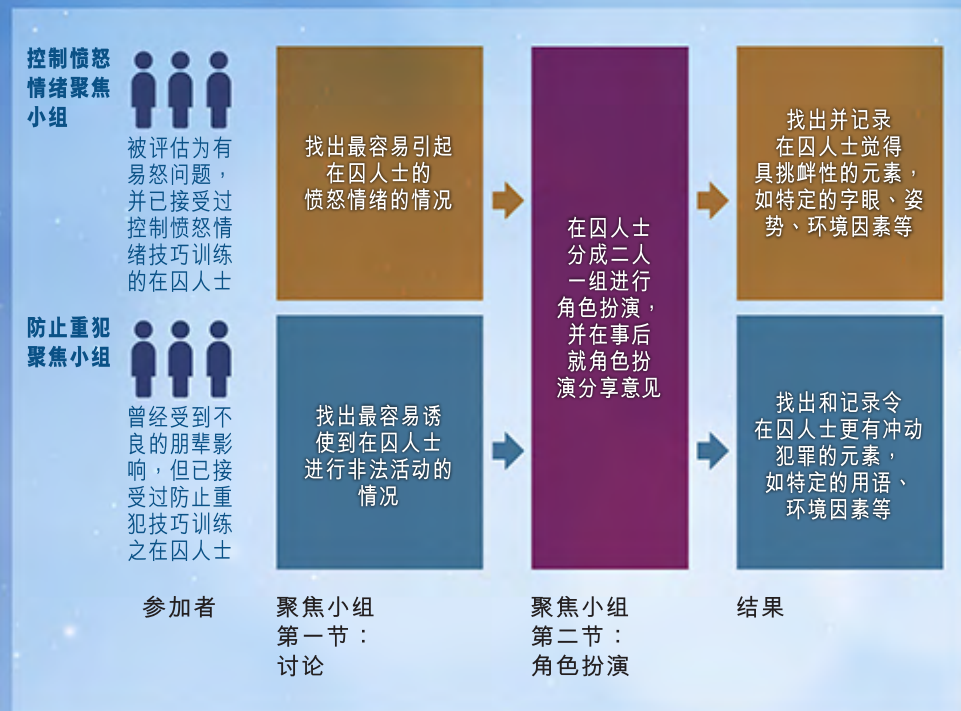 控制愤怒
情绪聚焦
小组
被评估为有
易怒问题，
并已接受过
控制愤怒情
绪技巧训练
的在囚人士
找出最容易引起
在囚人士的
愤怒情绪的情况
在囚人士
分成二人
一组进行
角色扮演，
并在事后
就角色扮
演分享意见
找出并记录
在囚人士觉得
具挑衅性的元素，
如特定的字眼、姿
势、环境因素等
防止重犯
聚焦小组
曾经受到不
良的朋辈影
响，但已接
受过防止重
犯技巧训练
之在囚人士
找出最容易诱
使到在囚人士
进行非法活动的
情况
找出和记录令
在囚人士更有冲动
犯罪的元素，
如特定的用语、
环境因素等
参加者
聚焦小组
第一节：
讨论
聚焦小组
第二节：
角色扮演
结果